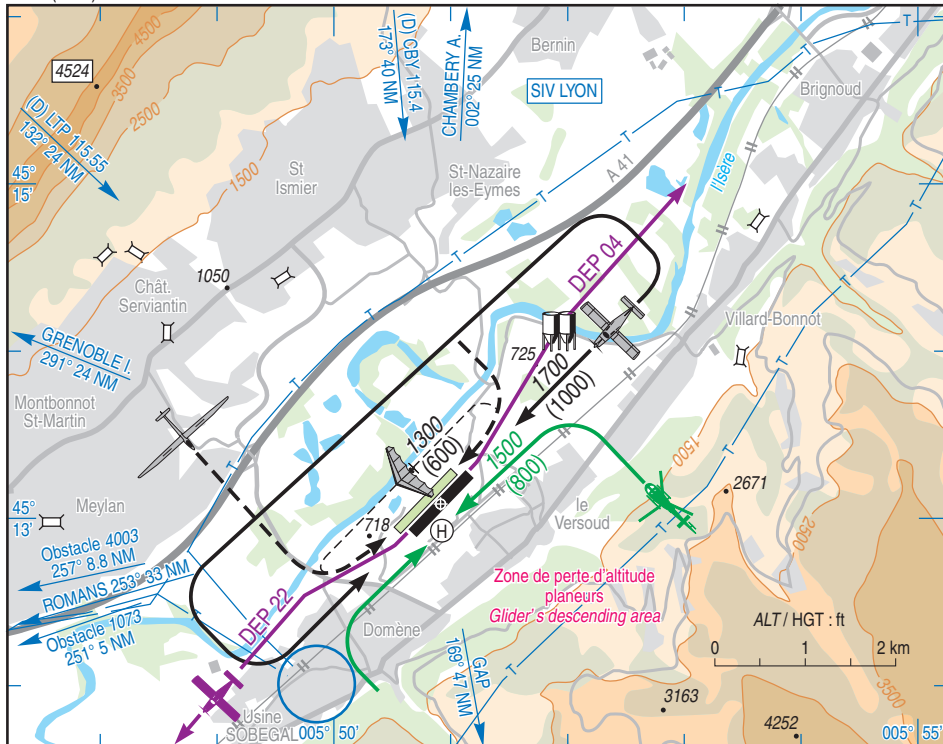 4524
4500
3500
2500
1500
(D) LTP 115.55
132° 24 NM
(D) CBY 115.4
173° 40 NM
CHAMBERY A.
002° 25 NM
Bernin
SIV LYON
Brignoud
T
T
T
45°
15'
St
Ismier
St-Nazaire
les-Eymes
A 41
l'Isère
T
T
1050
Chât.
Serviantin
DEP 04
T
GRENOBLE I.
291° 24 NM
T
725
Villard-Bonnot
1700
(1000)
Montbonnot
St-Martin
T
1300
(600)
1500
(800)
1500
T
2671
Meylan
45°
13'
718
H
le
Versoud
2500
Obstacle 4003
257° 8.8 NM
ROMANS 253° 33 NM
Obstacle 1073
251° 5 NM
Zone de perte d'altitude
planeurs
Glider's descending area
T
DEP 22
Domène
ALT / HGT : ft
0 1 2 km
GAP
169° 47 NM
T
3163
3500
Usine
SOBEGAL
005° 50'
4252
005° 55'